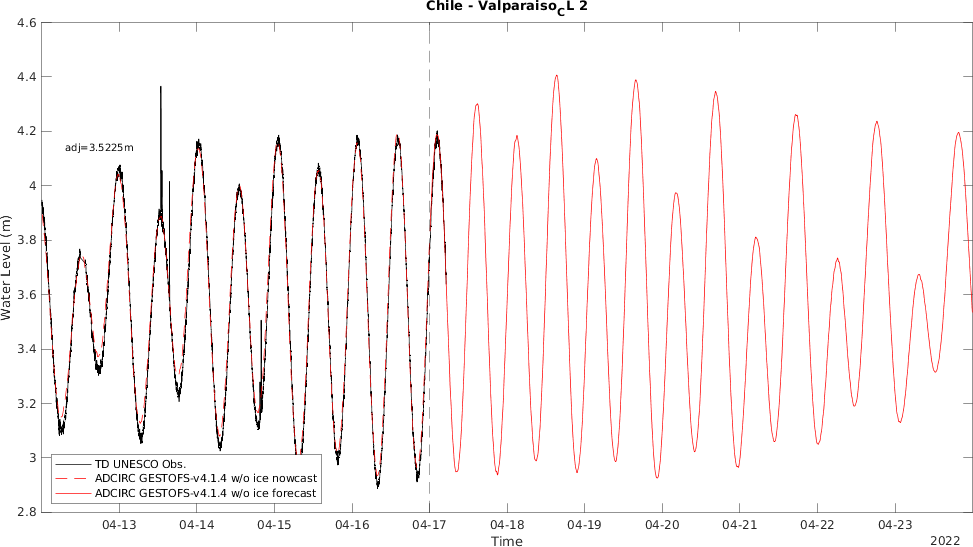 Chile - Valparaiso_CL 2
4.6
4.4
4.2
4
3.8
3.6
3.4
3.2
3
2.8
Water Level (m)
adj=3.5225m
TD UNESCO Obs.
ADCIRC GESTOFS-v4.1.4 w/o ice nowcast
ADCIRC GESTOFS-v4.1.4 w/o ice forecast
04-13 04-14 04-15 04-16 04-17 04-18 04-19 04-20 04-21 04-22 04-23
Time
2022